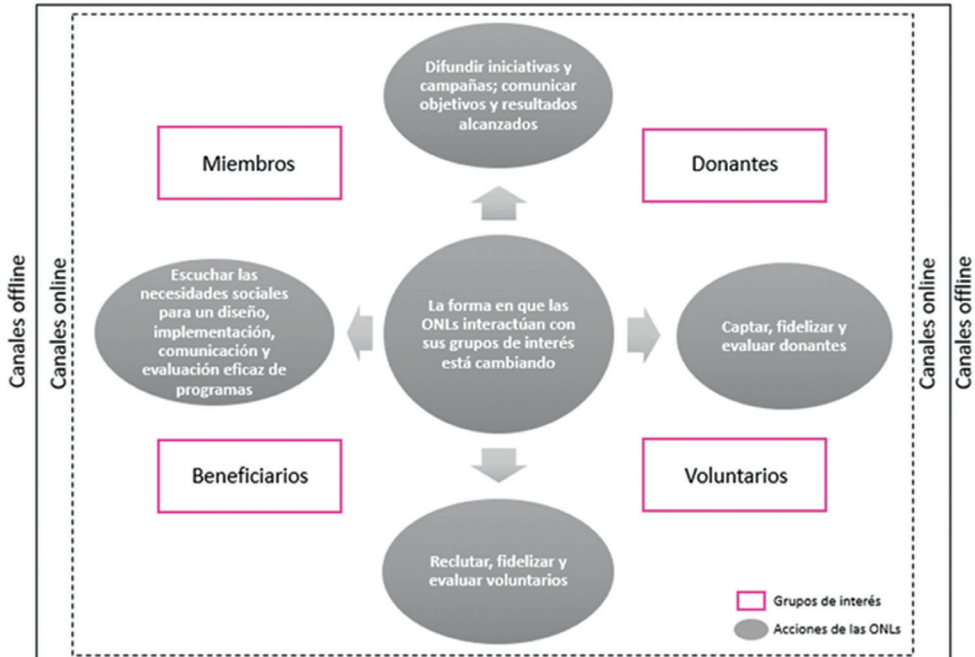 Difundir iniciativas y
campañas; comunicar
objetivos y resultados
alcanzados
Miembros
Donantes
Canales offline
Canales online
Escuchar las
necesidades sociales
para un diseño,
implementación,
comunicación y
evaluación eficaz de
programas
La forma en que las
ONLs interactúan con
sus grupos de interés
está cambiando
Captar, fidelizar y
evaluar donantes
Canales online
Canales offline
Beneficiarios
Voluntarios
Reclutar, fidelizar y
evaluar voluntarios
Grupos de interés
Acciones de las ONLs